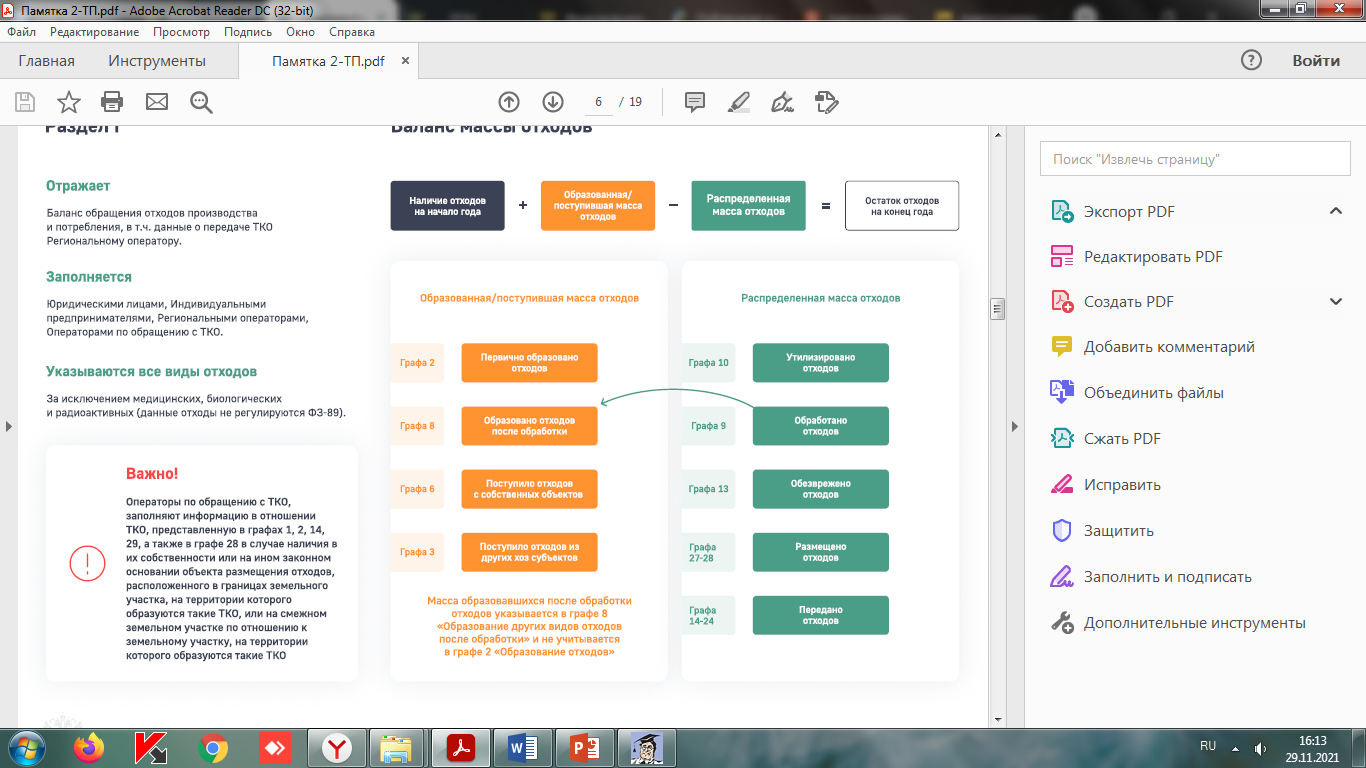 Памятка 2-ТП.pdf - Adobe Acrobat Reader DC (32-bit)
Файл Редактирование Просмотр Подпись Окно Справка
Главная Инструменты Памятка 2-ТП.pdf × ? Войти
6 / 19
Раздел I
Баланс массы отходов
Отражает
Баланс обращения отходов производства
и потребления, в т.ч. данные о передаче ТКО
Региональному оператору.
Заполняется
Юридическими лицами, Индивидуальными
предпринимателями, Региональными операторами,
Операторами по обращению с ТКО.
Указываются все виды отходов
За исключением медицинских, биологических
и радиоактивных (данные отходы не регулируются ФЗ-89).
Важно!
Операторы по обращению с ТКО,
заполняют информацию в отношении
ТКО, представленную в графах 1, 2, 14,
29, а также в графе 28 в случае наличия в
их собственности или на ином законном
основании объекта размещения отходов,
расположенного в границах земельного
участка, на территории которого
образуются такие ТКО, или на смежном
земельном участке по отношению к
земельному участку, на территории
которого образуются такие ТКО
Наличие отходов
на начало года
+
Образованная/
поступившая масса
отходов
–
Распределенная
масса отходов
=
Остаток отходов
на конец года
Образованная/поступившая масса отходов
Графа 2
Первично образовано
отходов
Графа 8
Образовано отходов
после обработки
Графа 6
Поступило отходов
с собственных объектов
Графа 3
Поступило отходов из
других хоз субъектов
Масса образовавшихся после обработки
отходов указывается в графе 8
«Образование других видов отходов
после обработки» и не учитывается
в графе 2 «Образование отходов»
Распределенная масса отходов
Графа 10
Утилизировано
отходов
Графа 9
Обработано
отходов
Графа 13
Обезврежено
отходов
Графа
27-28
Размещено
отходов
Графа
14-24
Передано
отходов
Поиск "Извлечь страницу"
Экспорт PDF
Редактировать PDF
Создать PDF
Добавить комментарий
Объединить файлы
Сжать PDF
Исправить
Защитить
Заполнить и подписать
Дополнительные инструменты
RU
16:13
29.11.2021